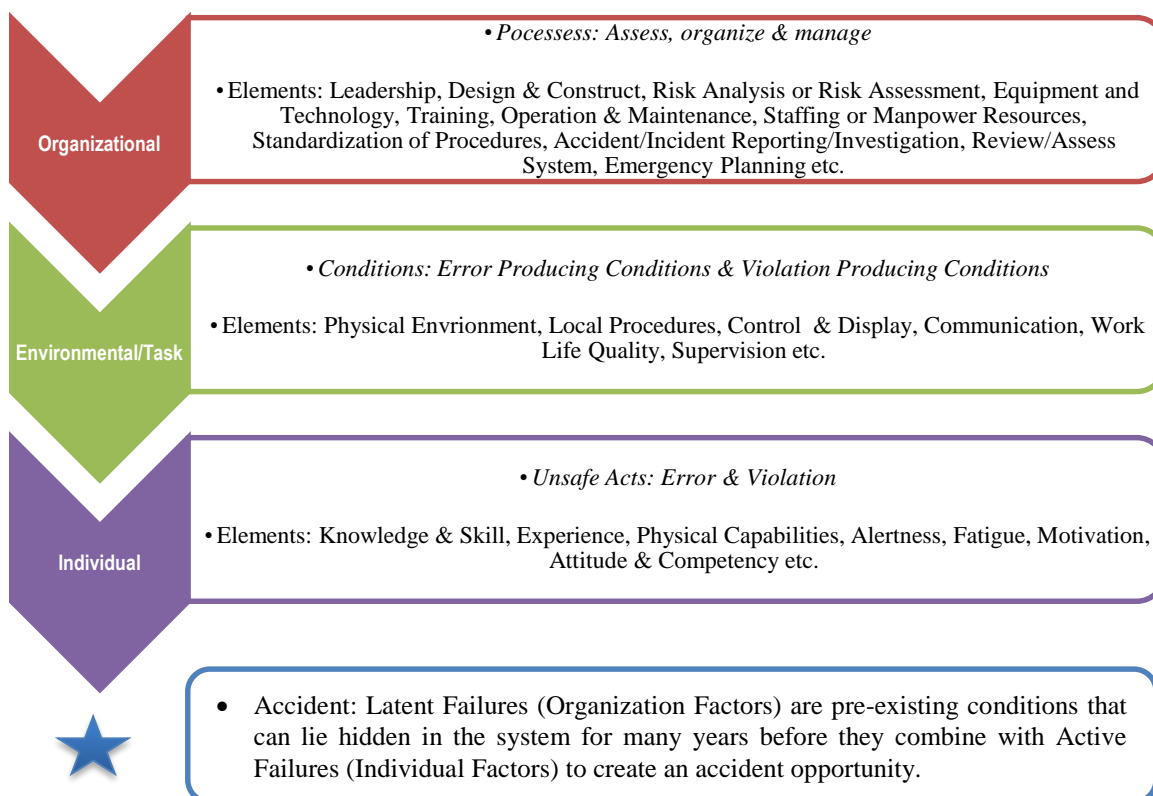 • Pocessess: Assess, organize & manage
• Elements: Leadership, Design & Construct, Risk Analysis or Risk Assessment, Equipment and
Technology, Training, Operation & Maintenance, Staffing or Manpower Resources,
Standardization of Procedures, Accident/Incident Reporting/Investigation, Review/Assess
System, Emergency Planning etc.
Organizational
• Conditions: Error Producing Conditions & Violation Producing Conditions
• Elements: Physical Envrionment, Local Procedures, Control & Display, Communication, Work
Life Quality, Supervision etc.
Environmental/Task
• Unsafe Acts: Error & Violation
• Elements: Knowledge & Skill, Experience, Physical Capabilities, Alertness, Fatigue, Motivation,
Attitude & Competency etc.
Individual
• Accident: Latent Failures (Organization Factors) are pre-existing conditions that
can lie hidden in the system for many years before they combine with Active
Failures (Individual Factors) to create an accident opportunity.